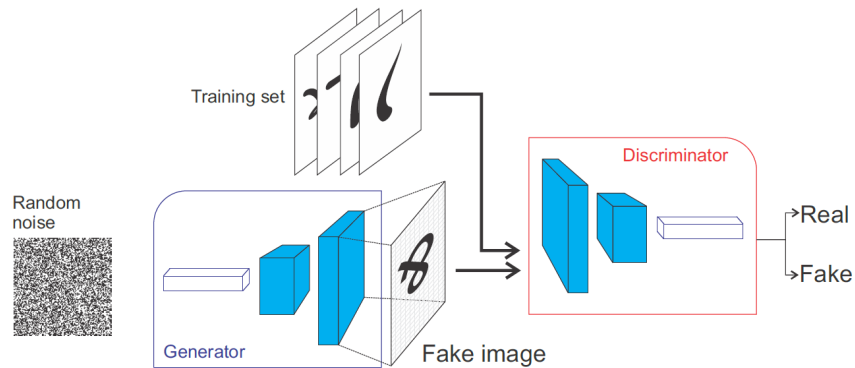 Training set
Discriminator
Random
noise
Real
Fake
Generator
Fake image